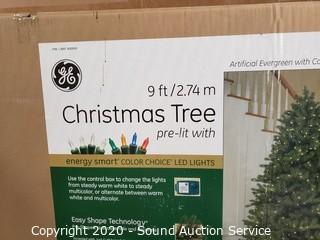 Artificial Evergreen with Co
9 ft/2.74 m
Christmas Tree
pre-lit with
energy smart COLOR CHOICE LED LIGHTS
Use the control box to change the lights
from steady warm white to steady
multicolor, or alternate between warm
white and multicolor.
Easy Shape Technology
Copyright 2020 - Sound Auction Service